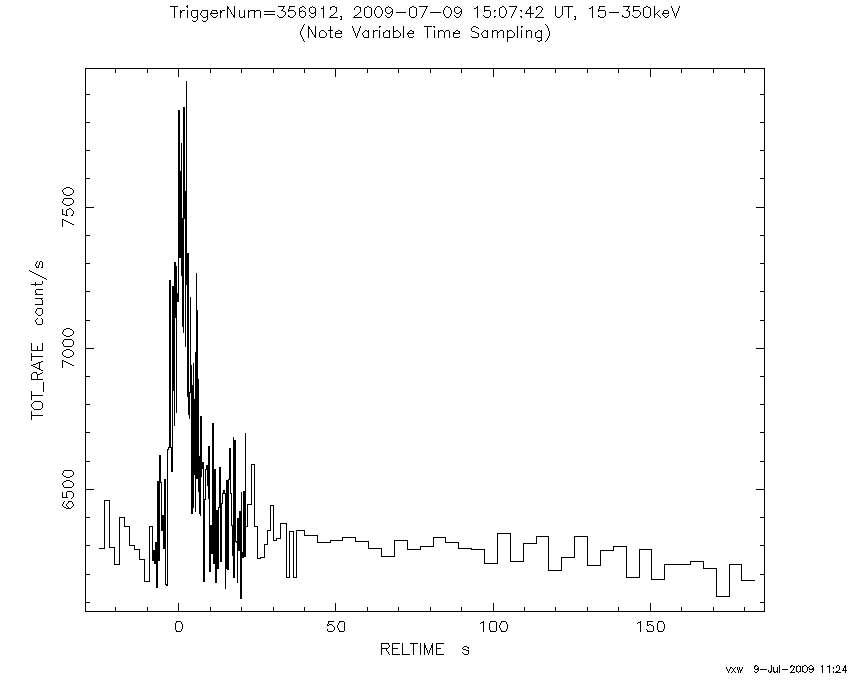 TriggerNum=356912, 2009-07-09 15:07:42 UT, 15-350keV
(Note Variable Time Sampling)
TOT_RATE count/s
7500
7000
6500
0 50 100 150
RELTIME s
vxw 9-Jul-2009 11:24